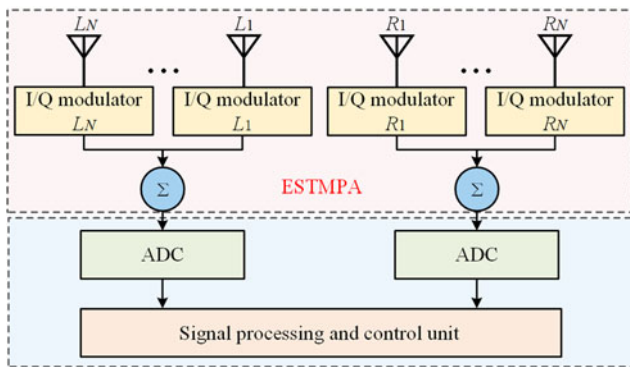 LN ... L1 R1 ... RN
I/Q modulator I/Q modulator I/Q modulator I/Q modulator
LN L1 R1 RN
Σ ESTMPA Σ
ADC ADC
Signal processing and control unit